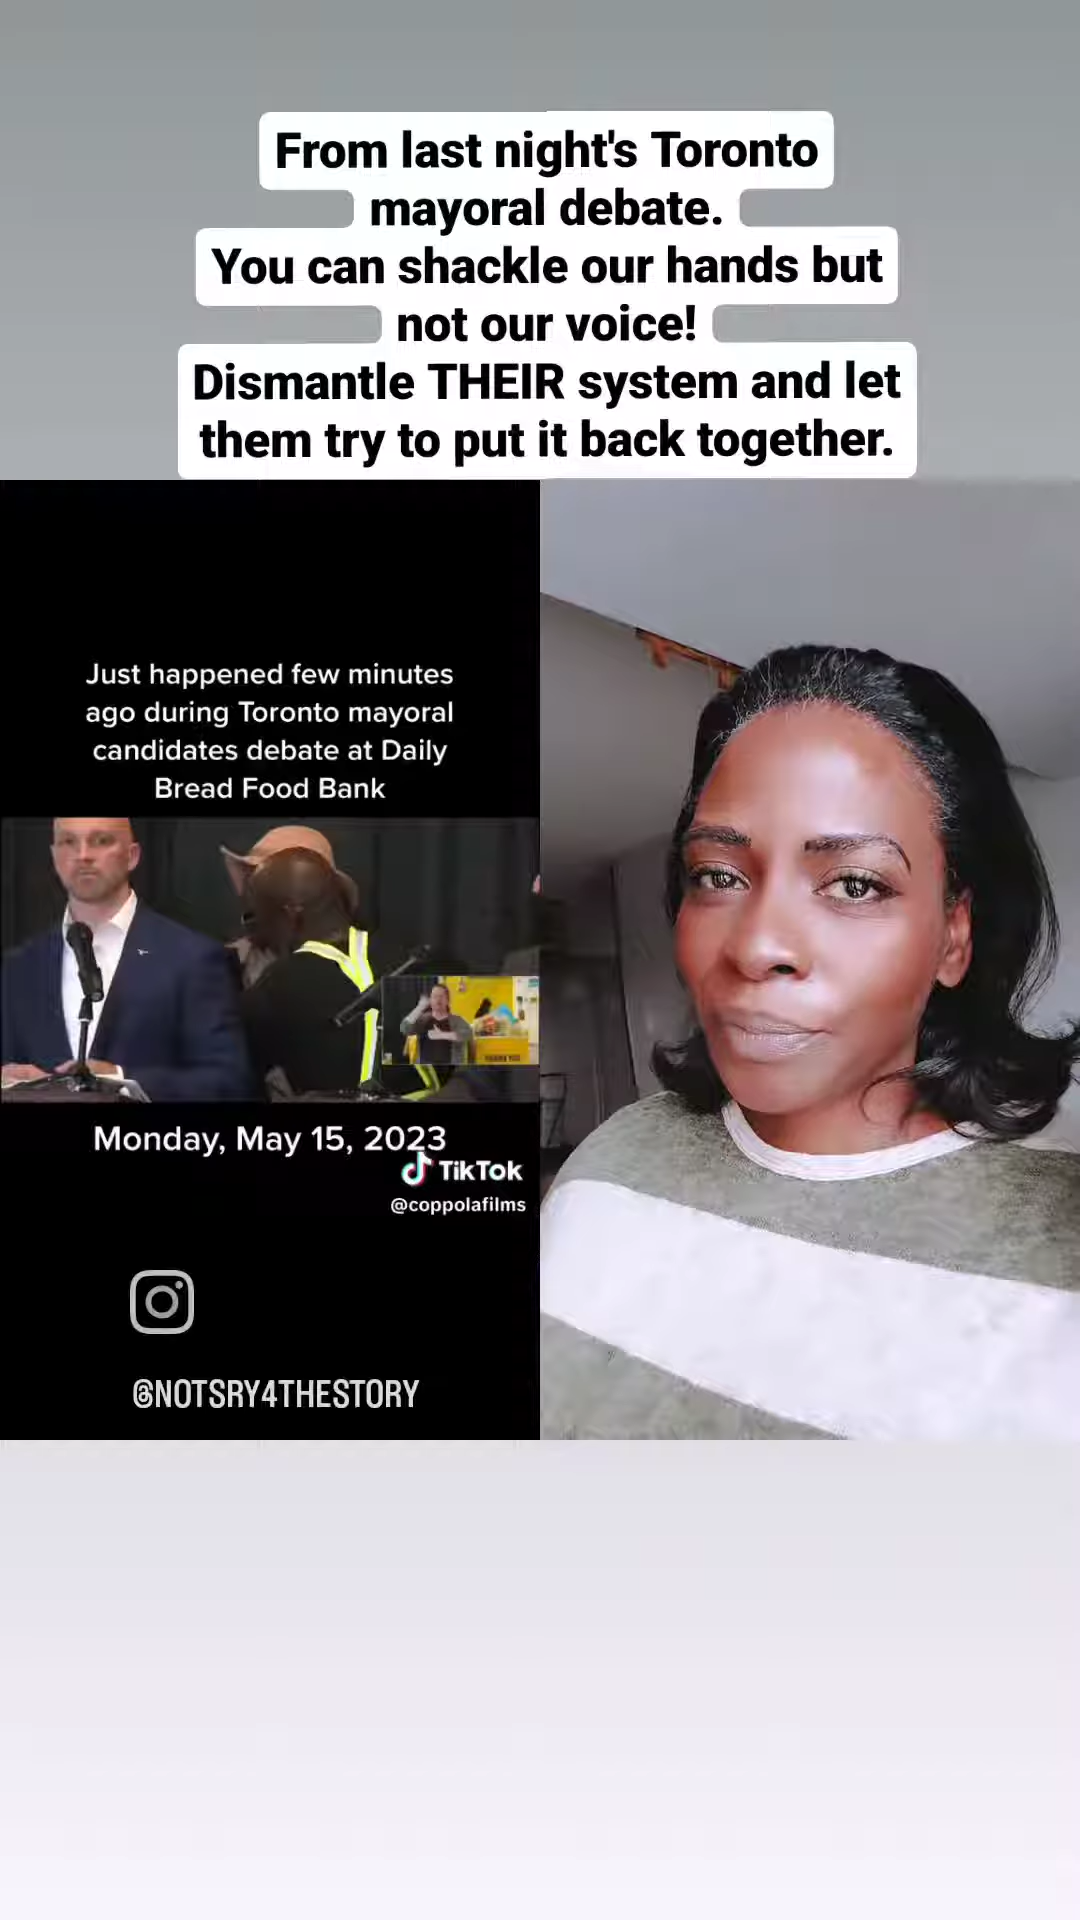 From last night's Toronto
mayoral debate.
You can shackle our hands but
not our voice!
Dismantle THEIR system and let
them try to put it back together.
Just happened few minutes
ago during Toronto mayoral
candidates debate at Daily
Bread Food Bank
Monday, May 15, 2023
TikTok
@coppolafilms
@NOTSRY4THESTORY